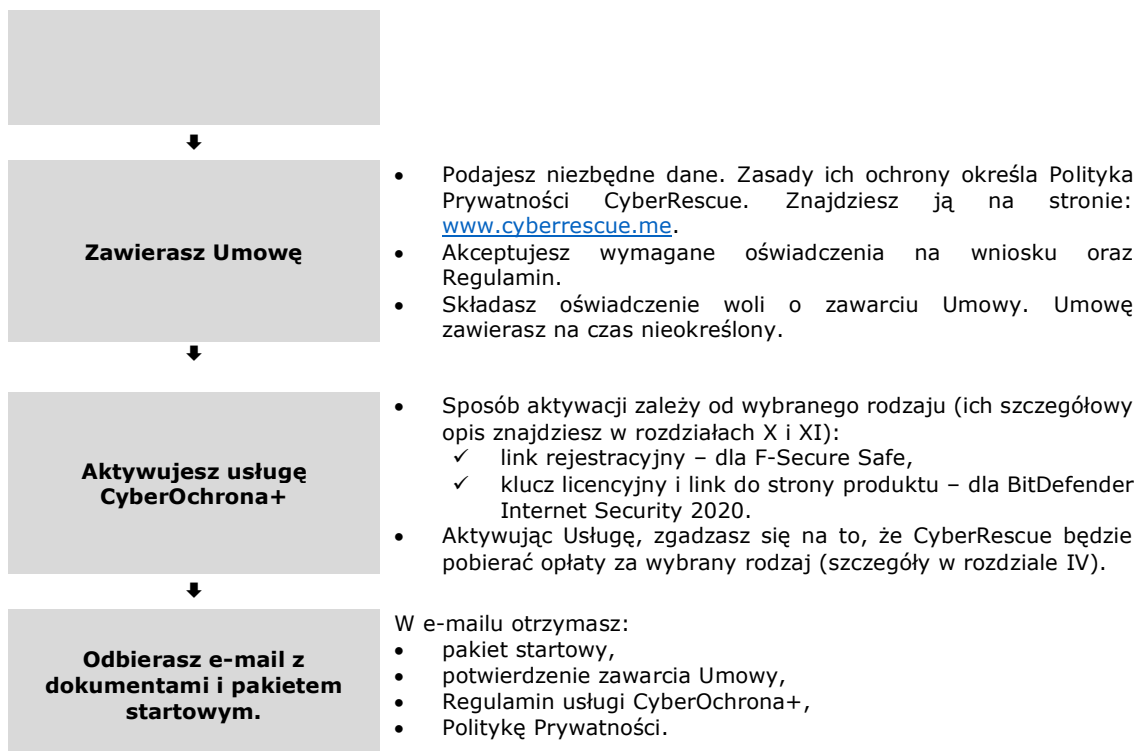 Zawierasz Umowę
• Podajesz niezbędne dane. Zasady ich ochrony określa Polityka
Prywatności CyberRescue. Znajdziesz ją na stronie:
www.cyberrescue.me.
• Akceptujesz wymagane oświadczenia na wniosku oraz
Regulamin.
• Składasz oświadczenie woli o zawarciu Umowy. Umowę
zawierasz na czas nieokreślony.
Aktywujesz usługę
CyberOchrona+
• Sposób aktywacji zależy od wybranego rodzaju (ich szczegółowy
opis znajdziesz w rozdziałach X i XI):
✓ link rejestracyjny – dla F-Secure Safe,
✓ klucz licencyjny i link do strony produktu – dla BitDefender
Internet Security 2020.
• Aktywując Usługę, zgadzasz się na to, że CyberRescue będzie
pobierać opłaty za wybrany rodzaj (szczegóły w rozdziale IV).
Odbierasz e-mail z
dokumentami i pakietem
startowym.
W e-mailu otrzymasz:
• pakiet startowy,
• potwierdzenie zawarcia Umowy,
• Regulamin usługi CyberOchrona+,
• Politykę Prywatności.